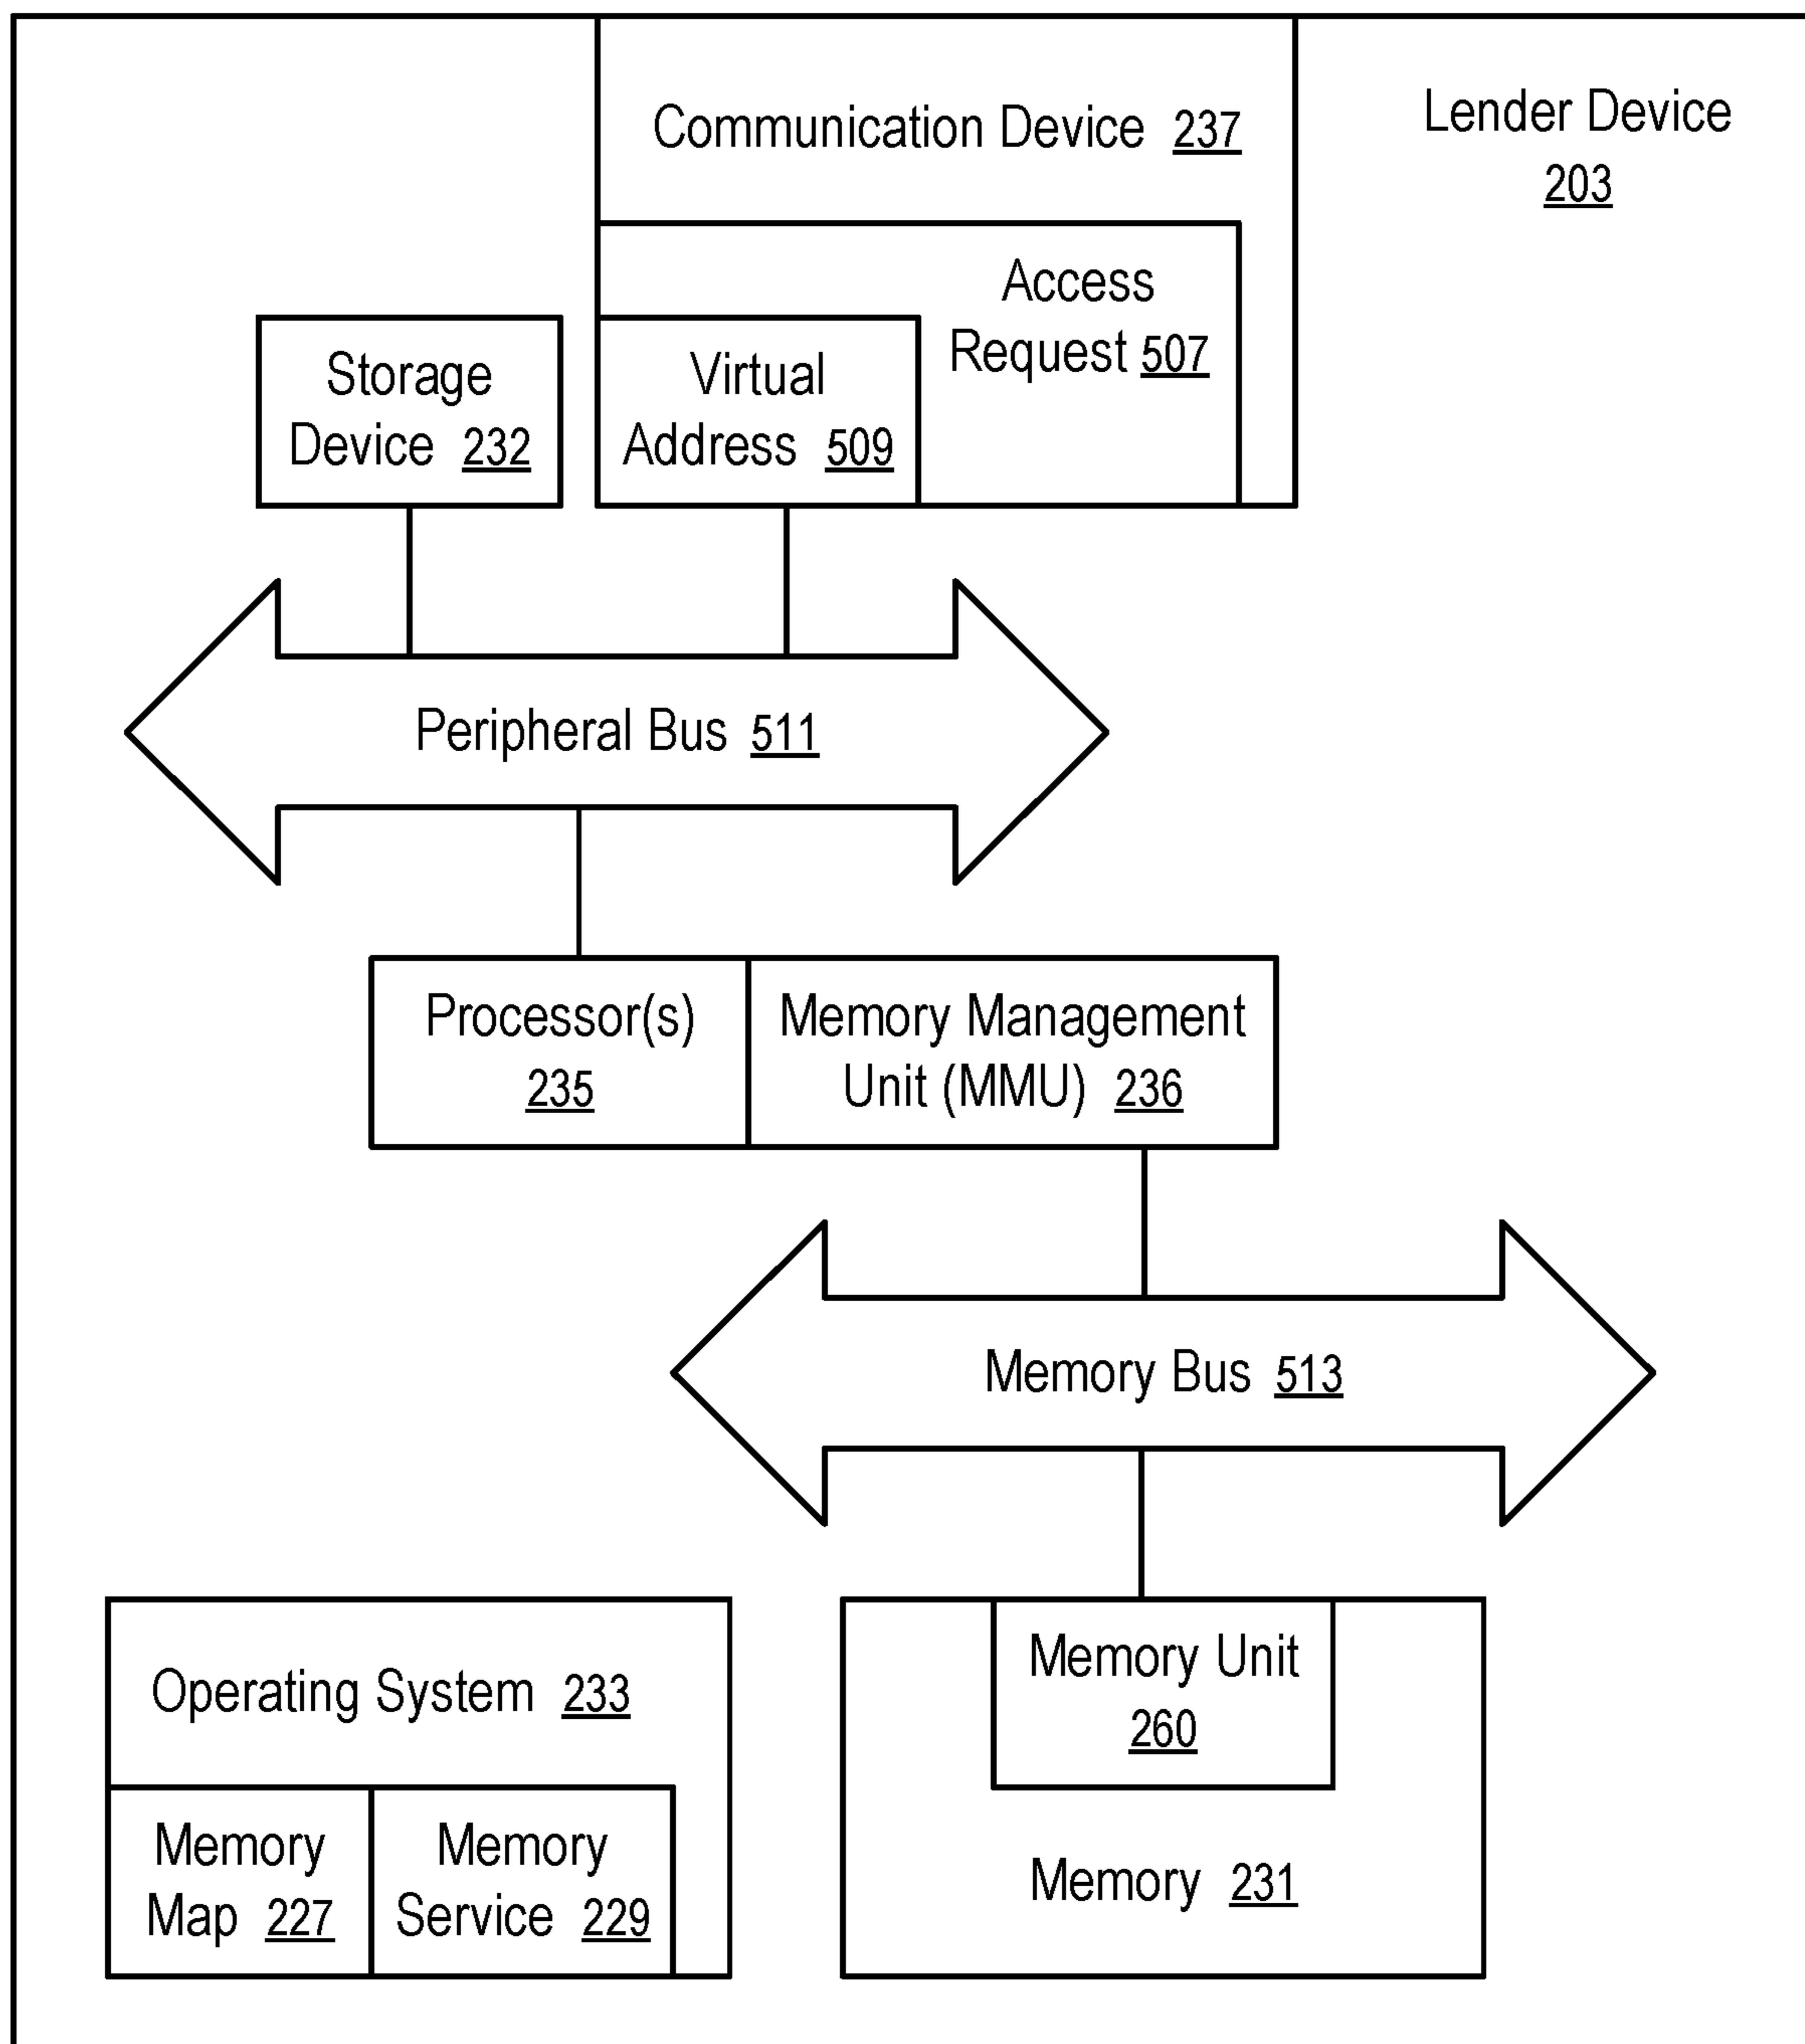 Communication Device 237
Lender Device
203
Access
Request 507
Storage
Device 232
Virtual
Address 509
Peripheral Bus 511
Processor(s)
235
Memory Management
Unit (MMU) 236
Memory Bus 513
Operating System 233
Memory
Map 227
Memory
Service 229
Memory Unit
260
Memory 231